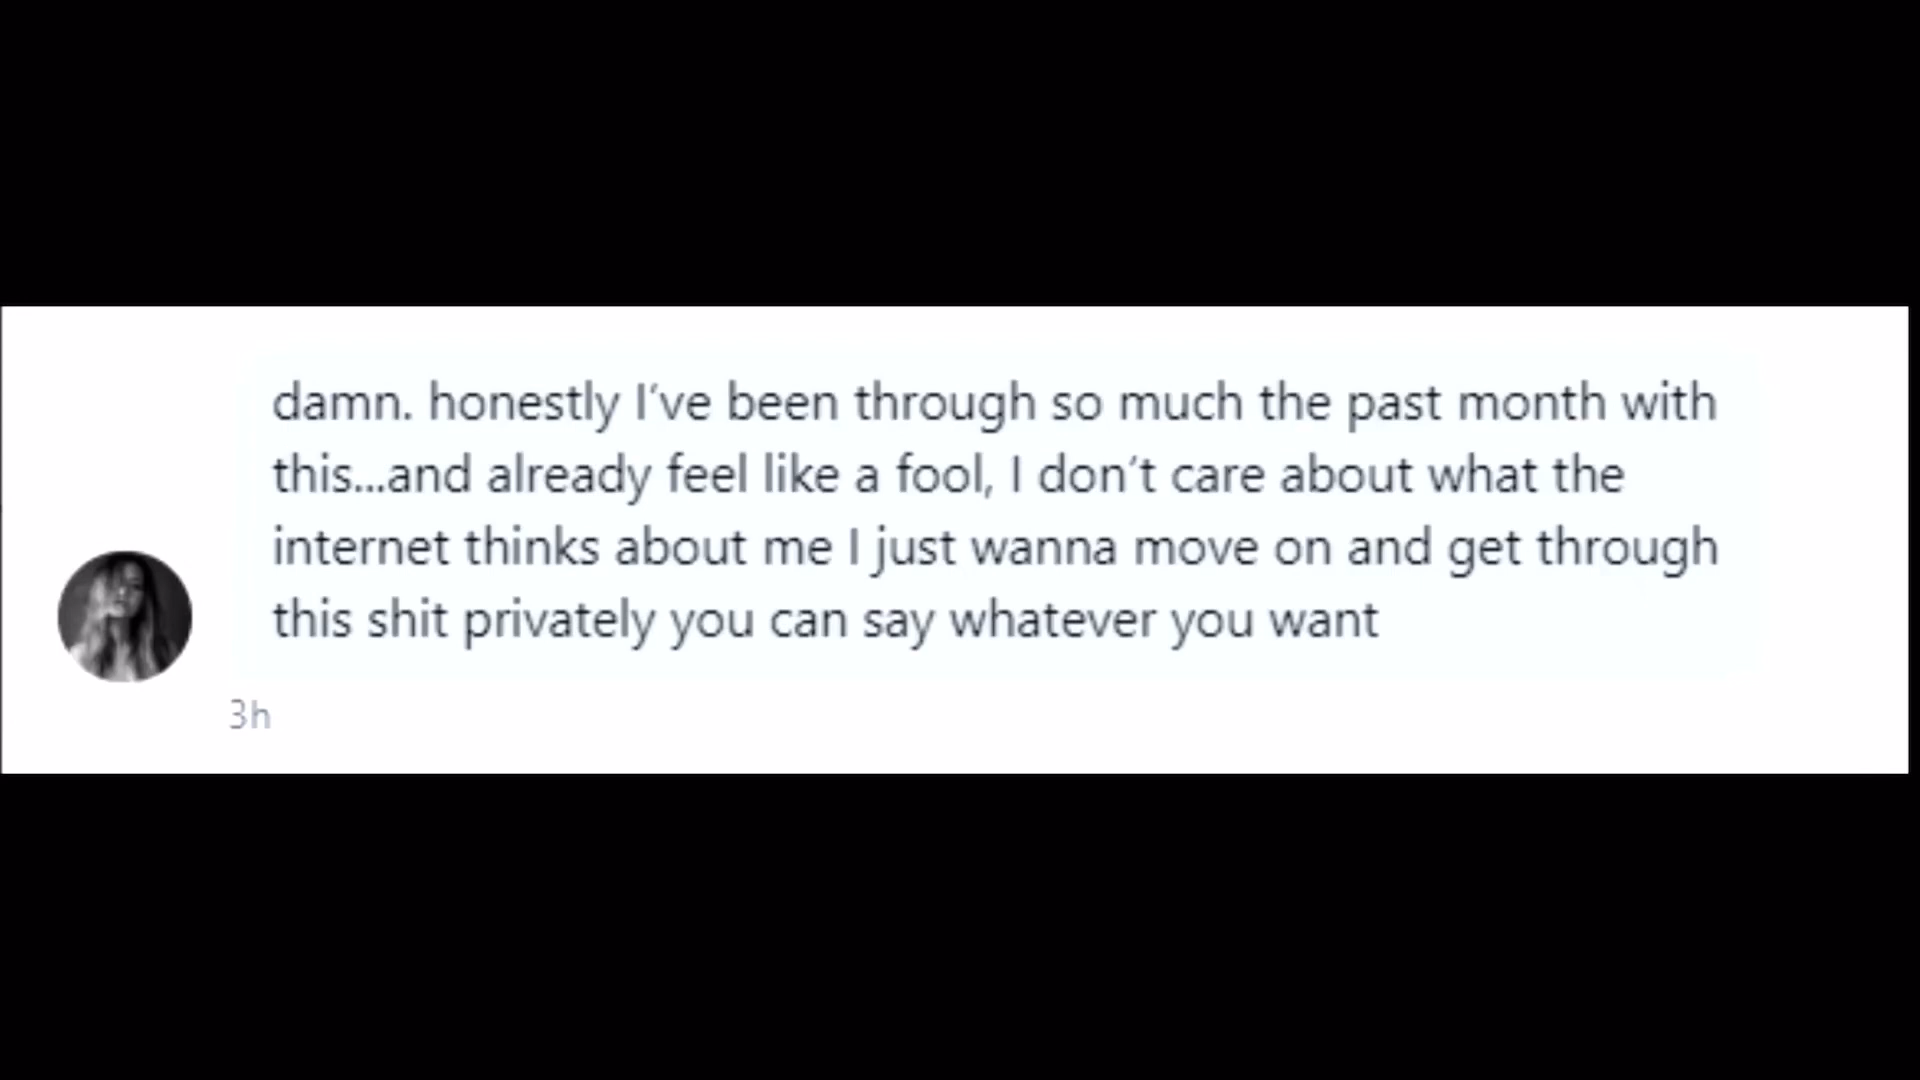 damn. honestly I've been through so much the past month with
this...and already feel like a fool, I don't care about what the
internet thinks about me I just wanna move on and get through
this shit privately you can say whatever you want
3h